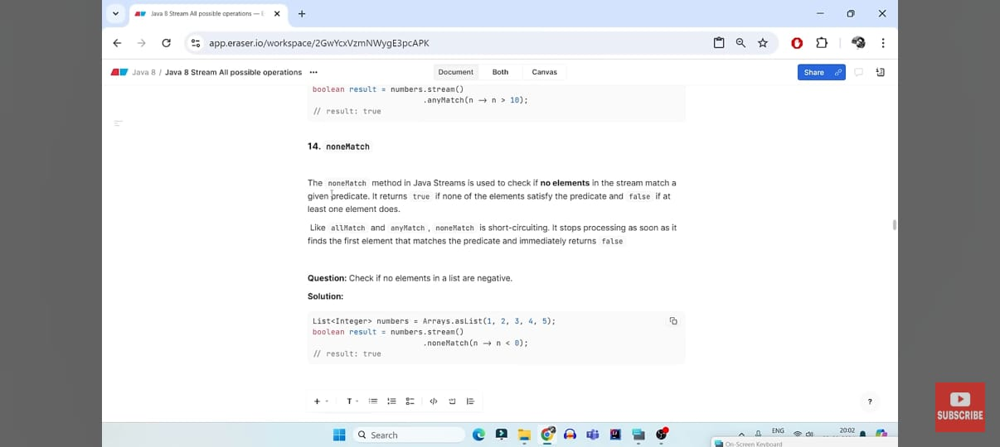 Java 8 Stream All possible operations — E
app.eraser.io/workspace/2GwYcxVzmNWygE3pcAPK
Java 8 / Java 8 Stream All possible operations ...
Document Both Canvas
Share
boolean result = numbers.stream()
.anyMatch(n → n > 10);
// result: true
14. noneMatch
The noneMatch method in Java Streams is used to check if no elements in the stream match a
given predicate. It returns true if none of the elements satisfy the predicate and false if at
least one element does.
Like allMatch and anyMatch , noneMatch is short-circuiting. It stops processing as soon as it
finds the first element that matches the predicate and immediately returns false
Question: Check if no elements in a list are negative.
Solution:
List<Integer> numbers = Arrays.asList(1, 2, 3, 4, 5);
boolean result = numbers.stream()
.noneMatch(n → n < 0);
// result: true
T
?
SUBSCRIBE
Search
ENG
20:02
On-Screen Keyboard